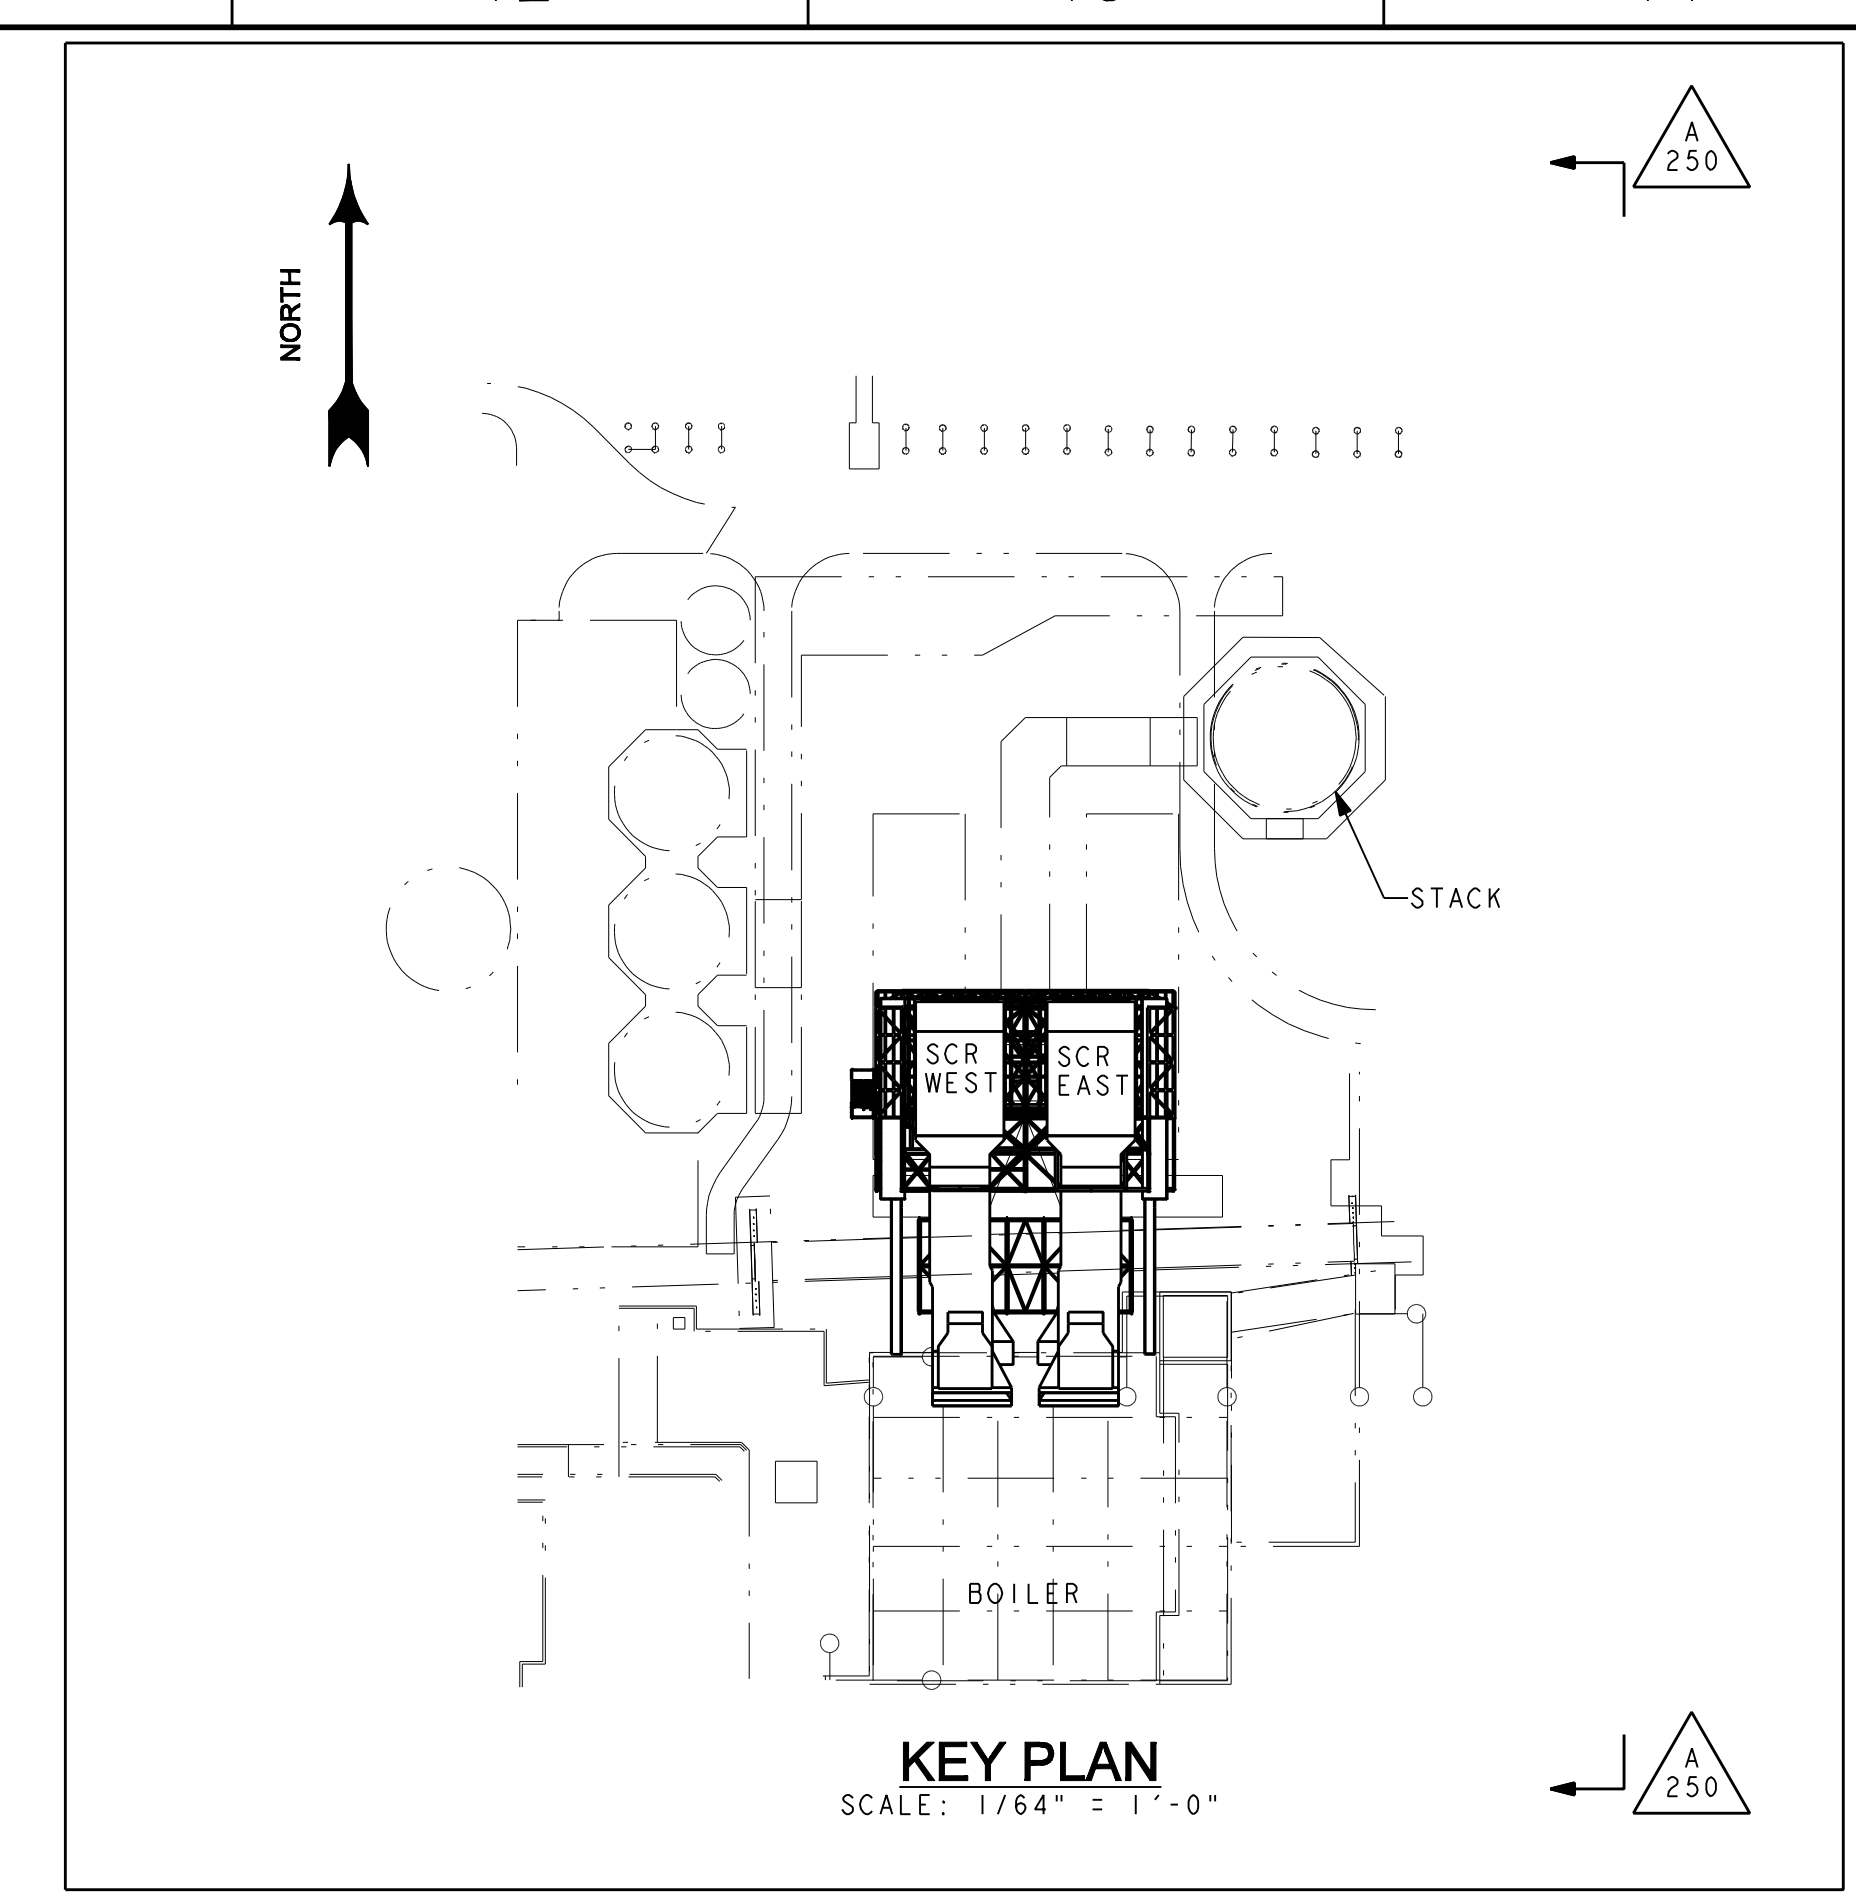 A
250
NORTH
STACK
SCR
WEST
SCR
EAST
BOILER
KEY PLAN
SCALE: 1/64" = 1'-0"
A
250